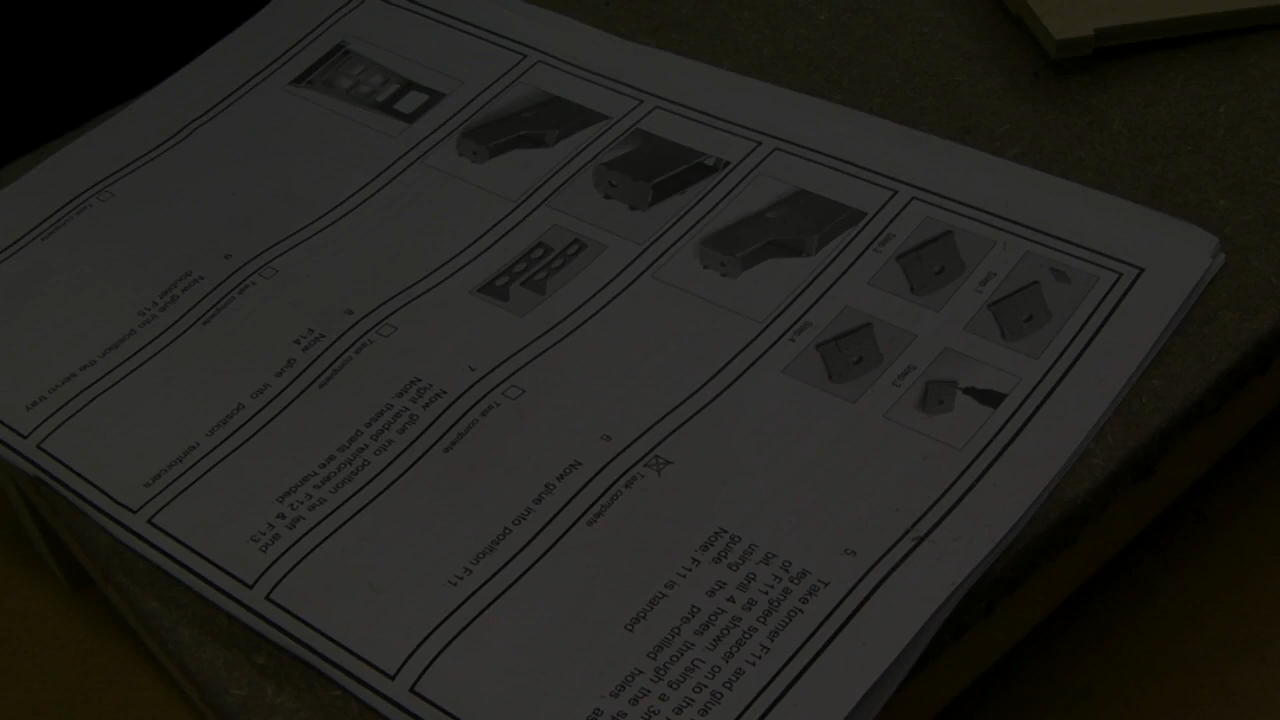 5.
Take former F11 and glue
leg angled spacer on to the
of F11 as shown. Using a 3m
bit, drill 4 holes through the sp
using the pre-drilled holes, as
guide.
Note, F11 is handed
Task complete
Step 1
Step 2
Step 3
Step 4
6.
Now glue into position F11.
Task complete
7.
Now glue into position the left and
right handed reinforcers F12 & F13.
Note, these parts are handed
Task complete
8.
Now glue into position reinforcers
F14
Task complete
9.
Now glue into position the servo tray
doubler F15
Task complete